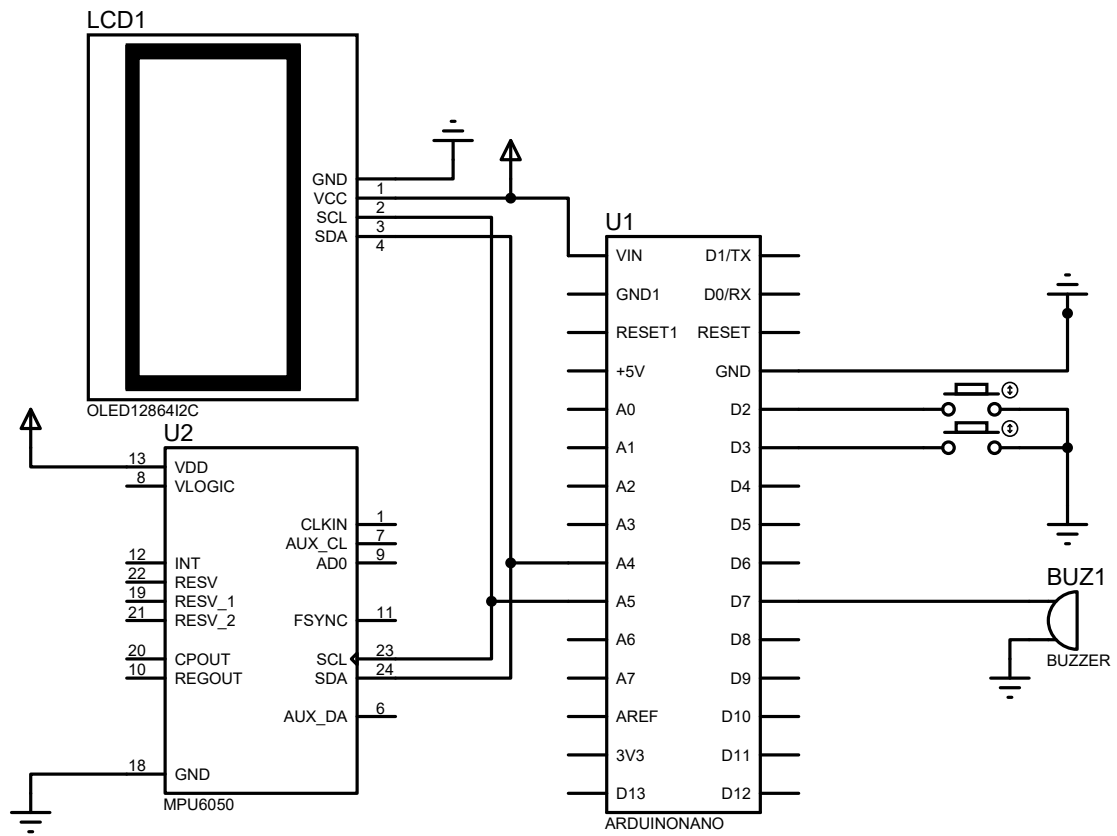 LCD1
GND
1
VCC
2
SCL
3
SDA
4
OLED12864I2C
U2
13
VDD
8
VLOGIC
CLKIN
1
AUX_CL
7
12
INT
AD0
9
22
RESV
19
RESV_1
21
RESV_2
FSYNC
11
20
CPOUT
SCL
23
10
REGOUT
SDA
24
AUX_DA
6
18
GND
MPU6050
U1
VIN
D1/TX
GND1
D0/RX
RESET1
RESET
+5V
GND
A0
D2
A1
D3
A2
D4
A3
D5
A4
D6
A5
D7
A6
D8
A7
D9
AREF
D10
3V3
D11
D13
D12
ARDUINONANO
BUZ1
BUZZER